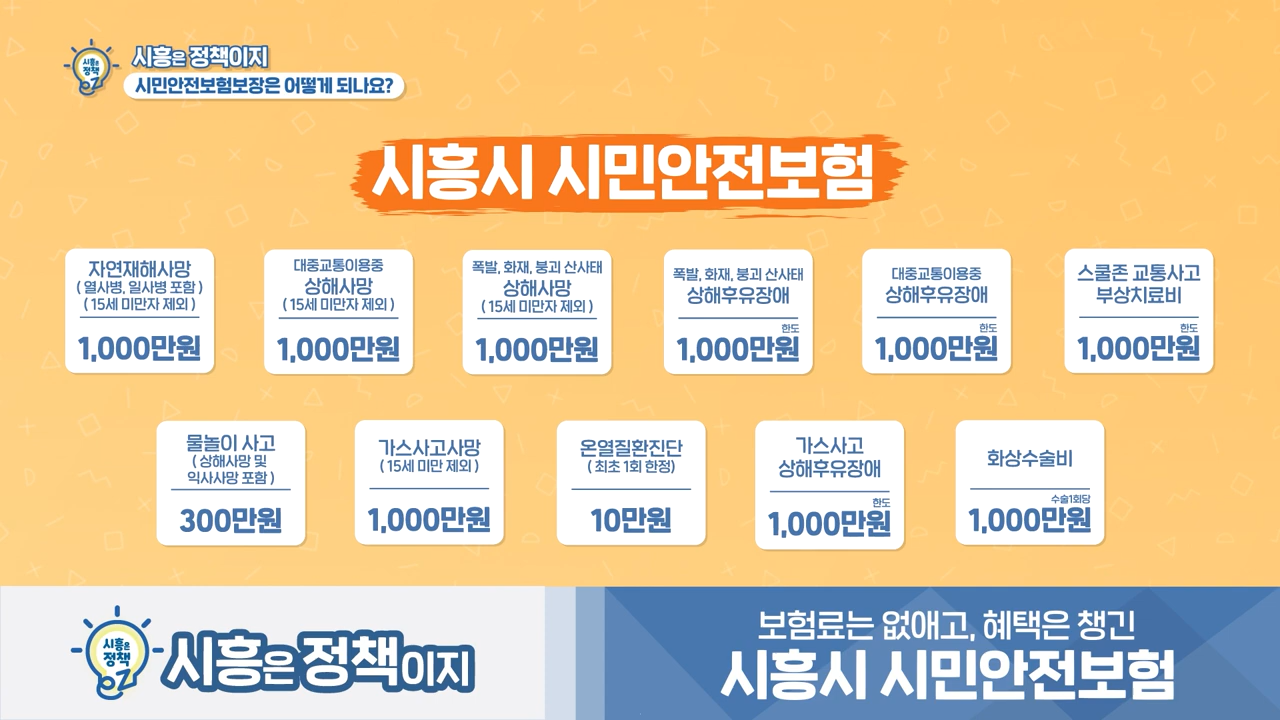 시흥은 정책
시흥은 정책이지
시민안전보험보장은 어떻게 되나요?
시흥시 시민안전보험
자연재해사망
( 열사병, 일사병 포함 )
( 15세 미만자 제외 )
1,000만원
대중교통이용중
상해사망
( 15세 미만자 제외 )
1,000만원
폭발, 화재, 붕괴 산사태
상해사망
( 15세 미만자 제외 )
1,000만원
폭발, 화재, 붕괴 산사태
상해후유장애
한도
1,000만원
대중교통이용중
상해후유장애
한도
1,000만원
스쿨존 교통사고
부상치료비
한도
1,000만원
물놀이 사고
( 상해사망 및
익사사망 포함 )
300만원
가스사고사망
( 15세 미만 제외 )
1,000만원
온열질환진단
( 최초 1회 한정)
10만원
가스사고
상해후유장애
한도
1,000만원
화상수술비
수술1회당
1,000만원
시흥은
정책
eZ
시흥은 정책이지
보험료는 없애고, 혜택은 챙긴
시흥시 시민안전보험